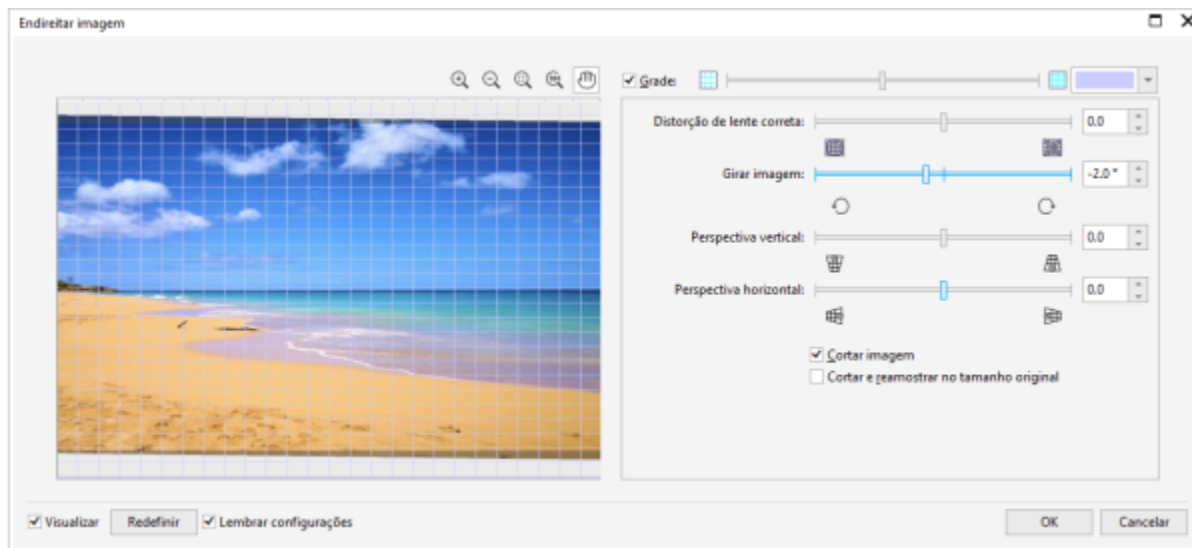 Endireitar imagem
Grade:
Distorção de lente correta: 0.0
Girar imagem: -2.0 °
Perspectiva vertical: 0.0
Perspectiva horizontal: 0.0
Cortar imagem
Cortar e reamostrar no tamanho original
Visualizar Redefinir Lembrar configurações OK Cancelar